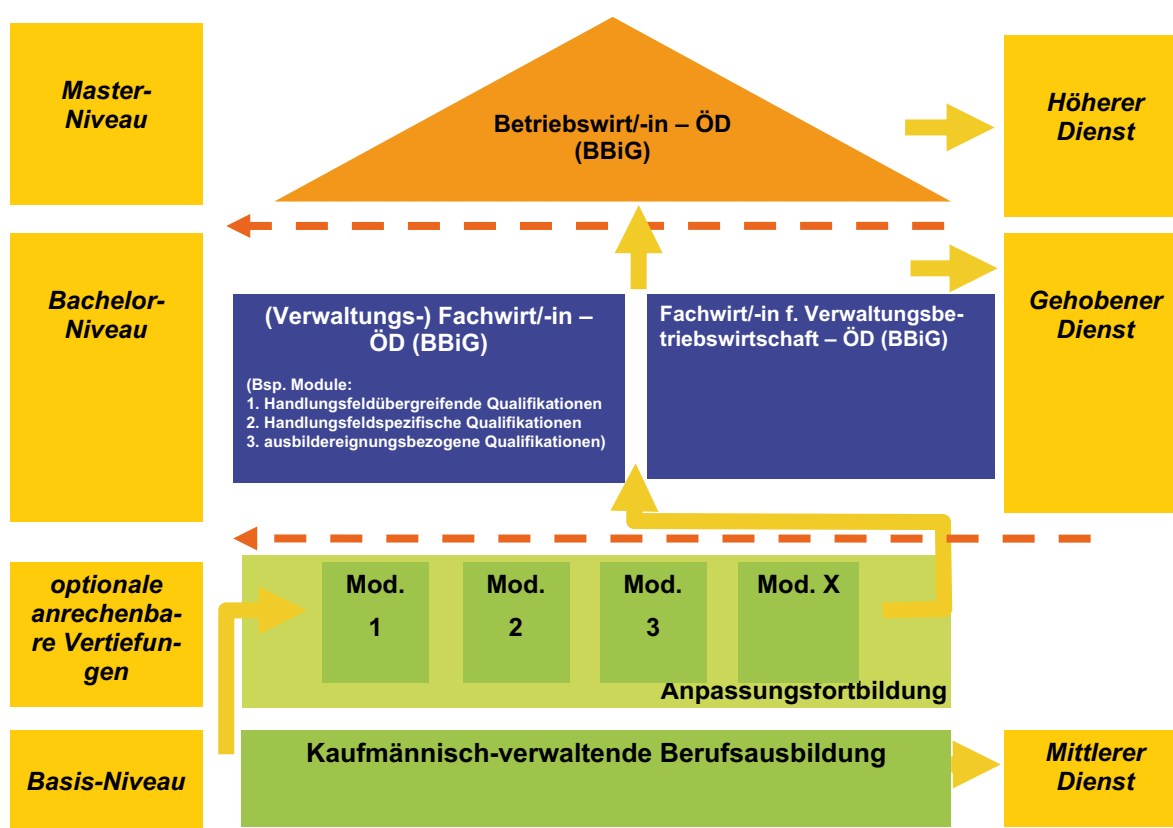 Master-
Niveau
Betriebswirt/-in – ÖD
(BBiG)
Höherer
Dienst
Bachelor-
Niveau
(Verwaltungs-) Fachwirt/-in –
ÖD (BBiG)
(Bsp. Module:
1. Handlungsfeldübergreifende Qualifikationen
2. Handlungsfeldspezifische Qualifikationen
3. ausbildereignungsbezogene Qualifikationen)
Fachwirt/-in f. Verwaltungsbe-
triebswirtschaft – ÖD (BBiG)
Gehobener
Dienst
optionale
anrechenba-
re Vertiefun-
gen
Mod.
1
Mod.
2
Mod.
3
Mod. X
Anpassungsfortbildung
Basis-Niveau
Kaufmännisch-verwaltende Berufsausbildung
Mittlerer
Dienst